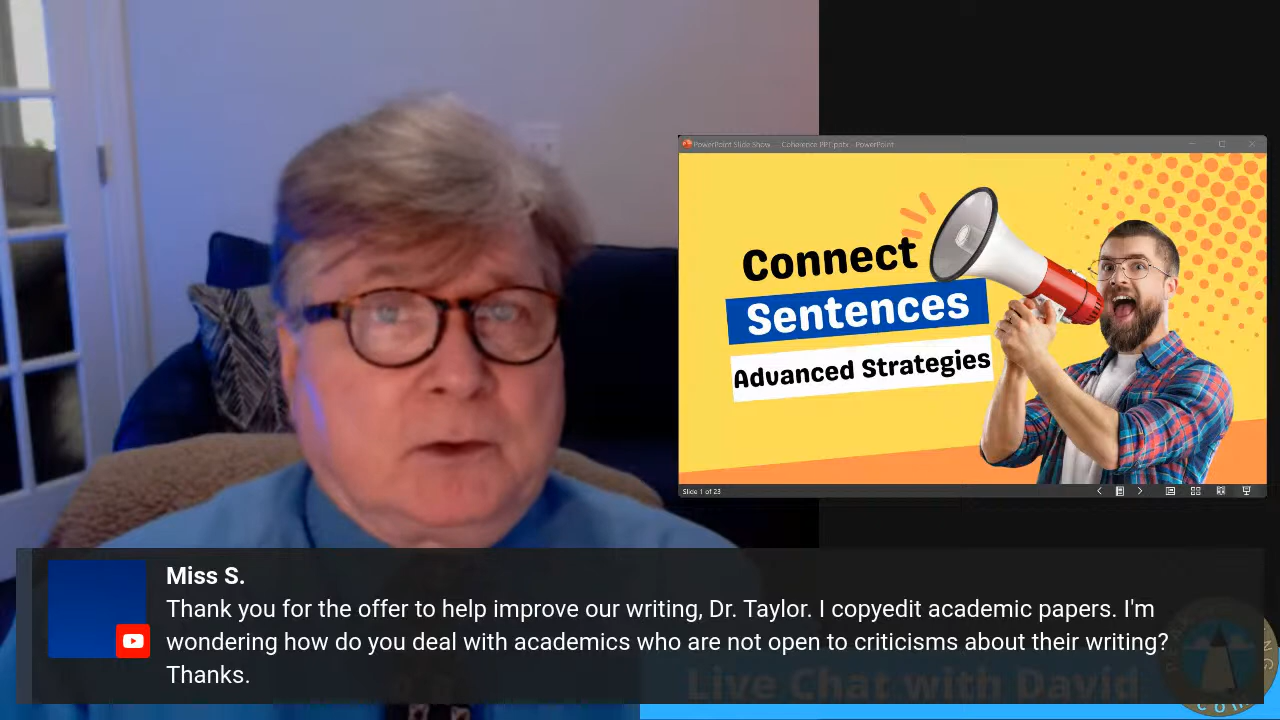 PowerPoint Slide Show - Coherence PPT.pptx - PowerPoint
Connect
Sentences
Advanced Strategies
Slide 1 of 23
Miss S.
Thank you for the offer to help improve our writing, Dr. Taylor. I copyedit academic papers. I'm
wondering how do you deal with academics who are not open to criticisms about their writing?
Thanks.
Live Chat with David